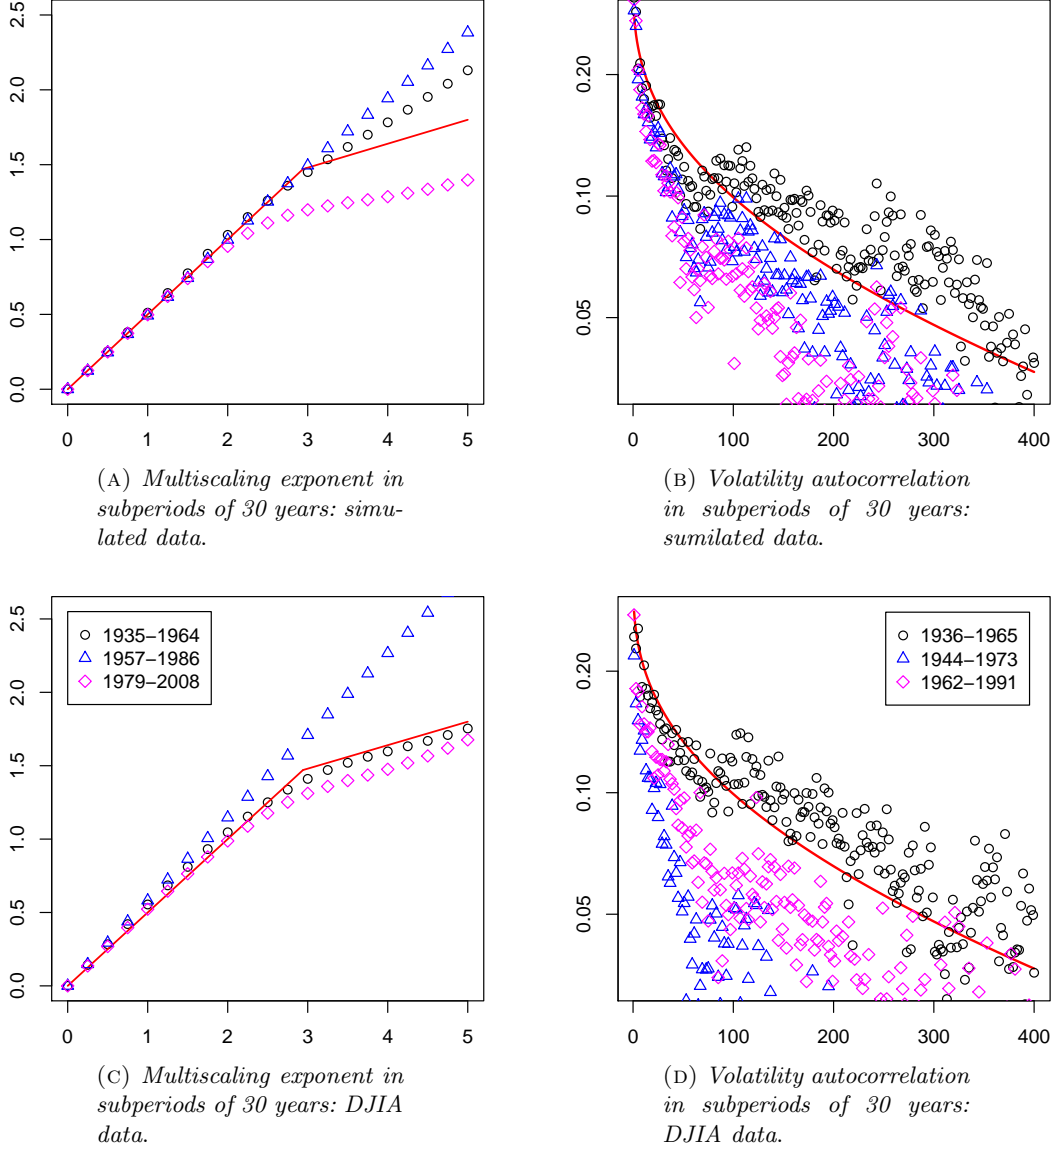 2.5
2.0
1.5
1.0
0.5
0.0
0 1 2 3 4 5
(A) Multiscaling exponent in
subperiods of 30 years: simu-
lated data.
0.20
0.10
0.05
0 100 200 300 400
(B) Volatility autocorrelation
in subperiods of 30 years:
sumilated data.
2.5
2.0
1.5
1.0
0.5
0.0
1935−1964
1957−1986
1979−2008
0 1 2 3 4 5
(C) Multiscaling exponent in
subperiods of 30 years: DJIA
data.
0.20
0.10
0.05
1936−1965
1944−1973
1962−1991
0 100 200 300 400
(D) Volatility autocorrelation
in subperiods of 30 years:
DJIA data.